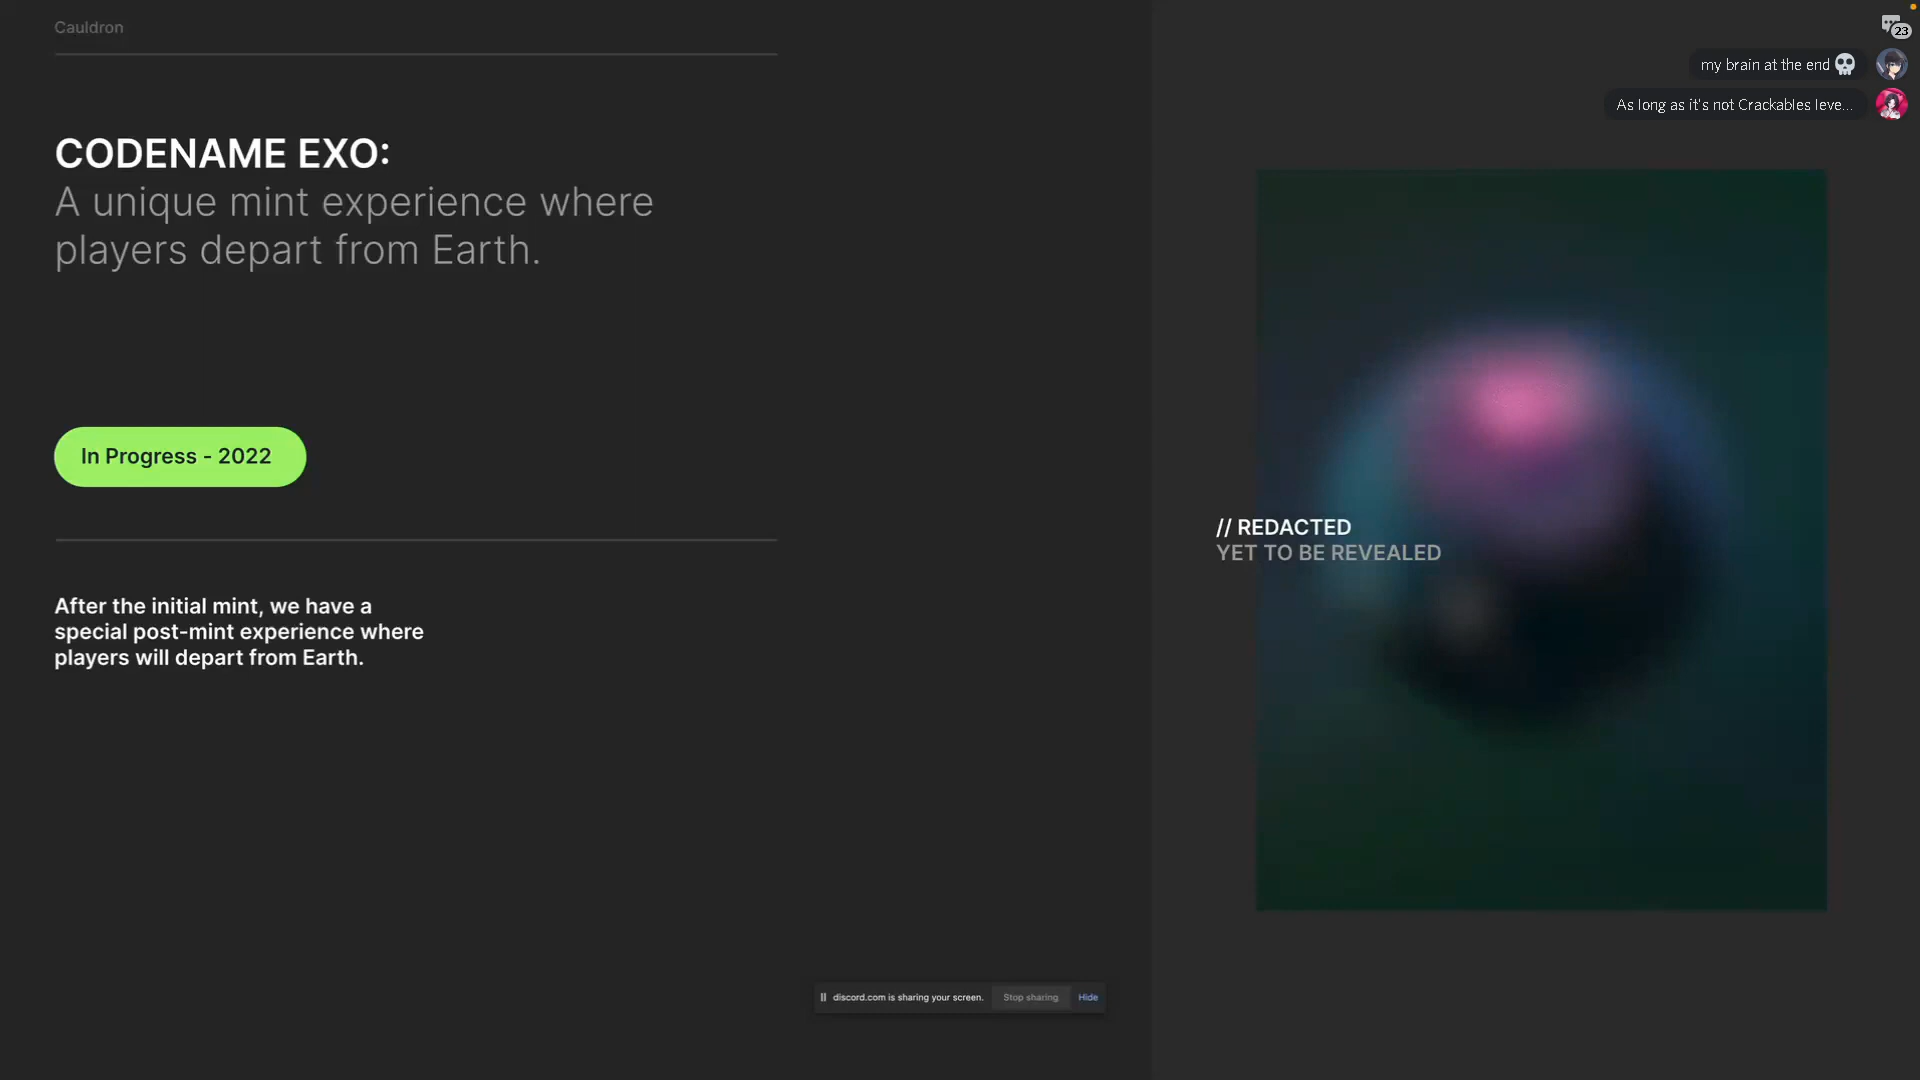 Cauldron
CODENAME EXO:
A unique mint experience where
players depart from Earth.
In Progress - 2022
After the initial mint, we have a
special post-mint experience where
players will depart from Earth.
23
my brain at the end 💀
As long as it's not Crackables leve...
// REDACTED
YET TO BE REVEALED
discord.com is sharing your screen.
Stop sharing
Hide